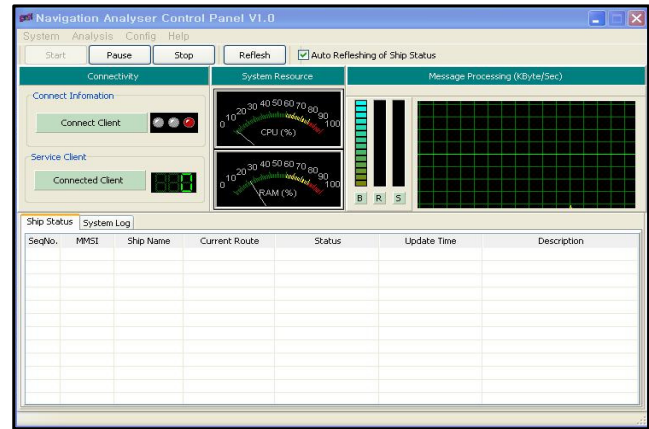 Navigation Analyser Control Panel V1.0
System Analysis Config Help
Start Pause Stop Reflesh Auto Refleshing of Ship Status
Connectivity System Resource Message Processing (KByte/Sec)
Connect Infomation
Connect Client
0 10 20 30 40 50 60 70 80 90 100
CPU (%)
Service Client
Connected Client 0
0 10 20 30 40 50 60 70 80 90 100
RAM (%)
B R S
Ship Status System Log
SeqNo. MMSI Ship Name Current Route Status Update Time Description